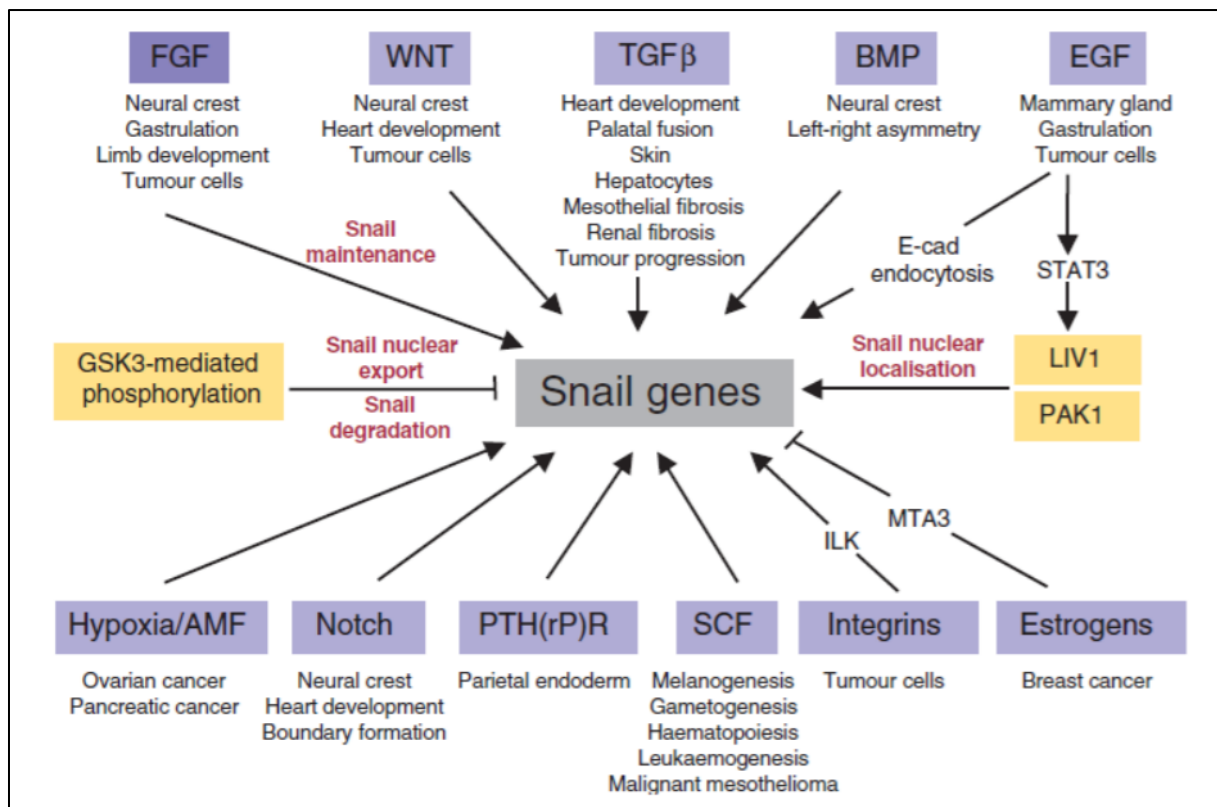 FGF
Neural crest
Gastrulation
Limb development
Tumour cells
WNT
Neural crest
Heart development
Tumour cells
TGFβ
Heart development
Palatal fusion
Skin
Hepatocytes
Mesothelial fibrosis
Renal fibrosis
Tumour progression
BMP
Neural crest
Left-right asymmetry
EGF
Mammary gland
Gastrulation
Tumour cells
Snail
maintenance
E-cad
endocytosis
STAT3
GSK3-mediated
phosphorylation
Snail nuclear
export
Snail
degradation
Snail genes
Snail nuclear
localisation
LIV1
PAK1
MTA3
ILK
Hypoxia/AMF
Ovarian cancer
Pancreatic cancer
Notch
Neural crest
Heart development
Boundary formation
PTH(rP)R
Parietal endoderm
SCF
Melanogenesis
Gametogenesis
Haematopoiesis
Leukaemogenesis
Malignant mesothelioma
Integrins
Tumour cells
Estrogens
Breast cancer